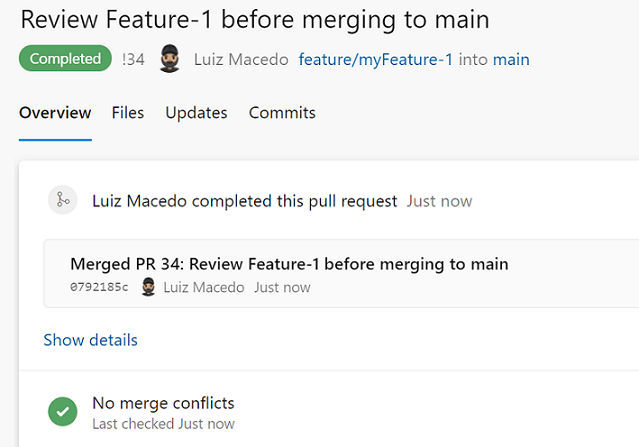 Review Feature-1 before merging to main
Completed !34 Luiz Macedo feature/myFeature-1 into main
Overview Files Updates Commits
Luiz Macedo completed this pull request Just now
Merged PR 34: Review Feature-1 before merging to main
0792185c Luiz Macedo Just now
Show details
No merge conflicts
Last checked Just now